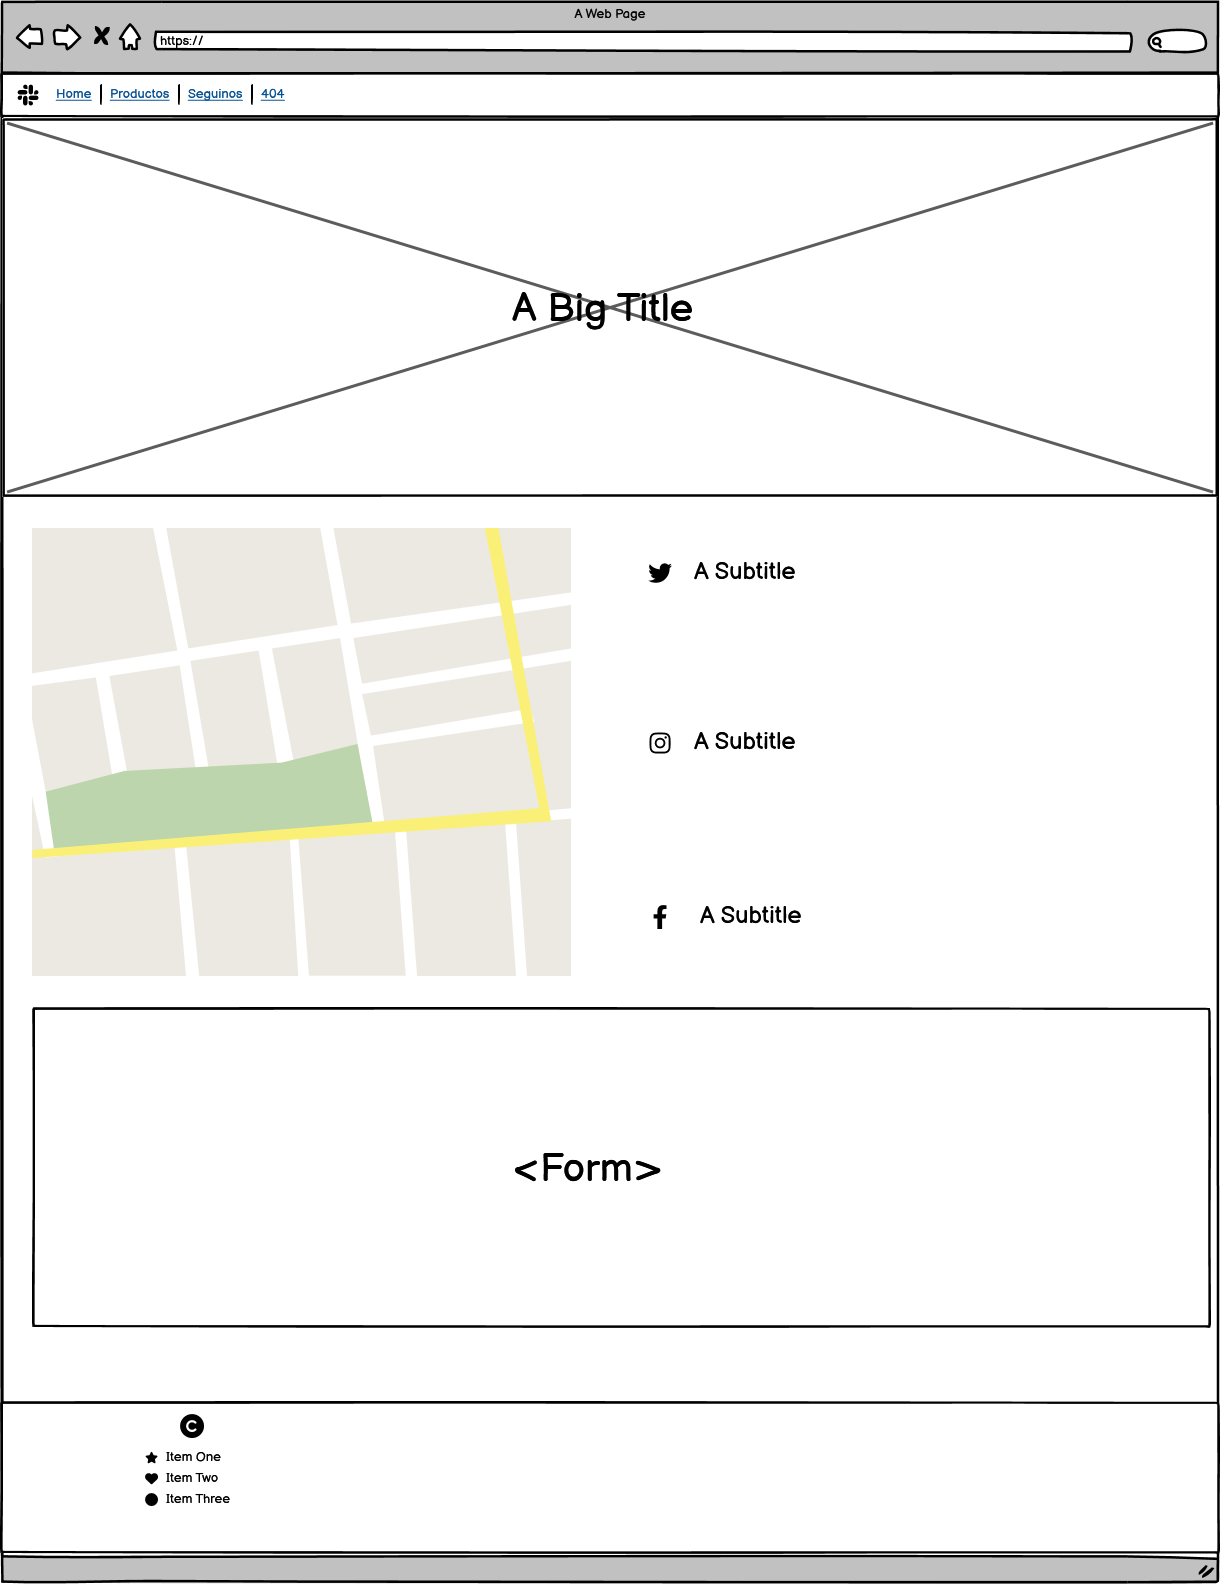 A Web Page
https://
Home Productos Seguinos 404
A Big Title
A Subtitle
A Subtitle
A Subtitle
<Form>
C
Item One
Item Two
Item Three